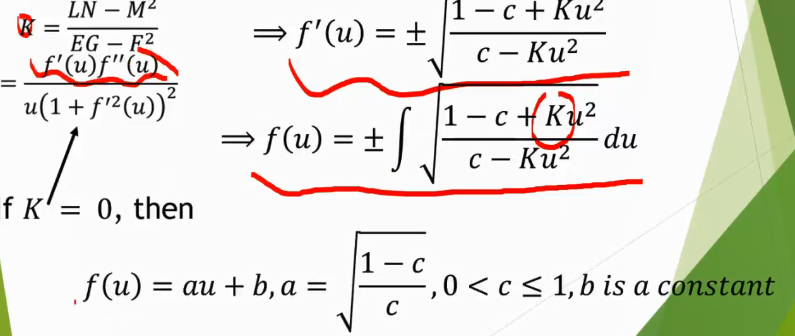 K = (LN − M²)/(EG − F²)
= f′(u)f″(u)/(u(1 + f′²(u))²)
⟹ f′(u) = ±√((1 − c + Ku²)/(c − Ku²))
⟹ f(u) = ± ∫ √((1 − c + Ku²)/(c − Ku²)) du
f K = 0, then
f(u) = au + b, a = √((1 − c)/c), 0 < c ≤ 1, b is a constant